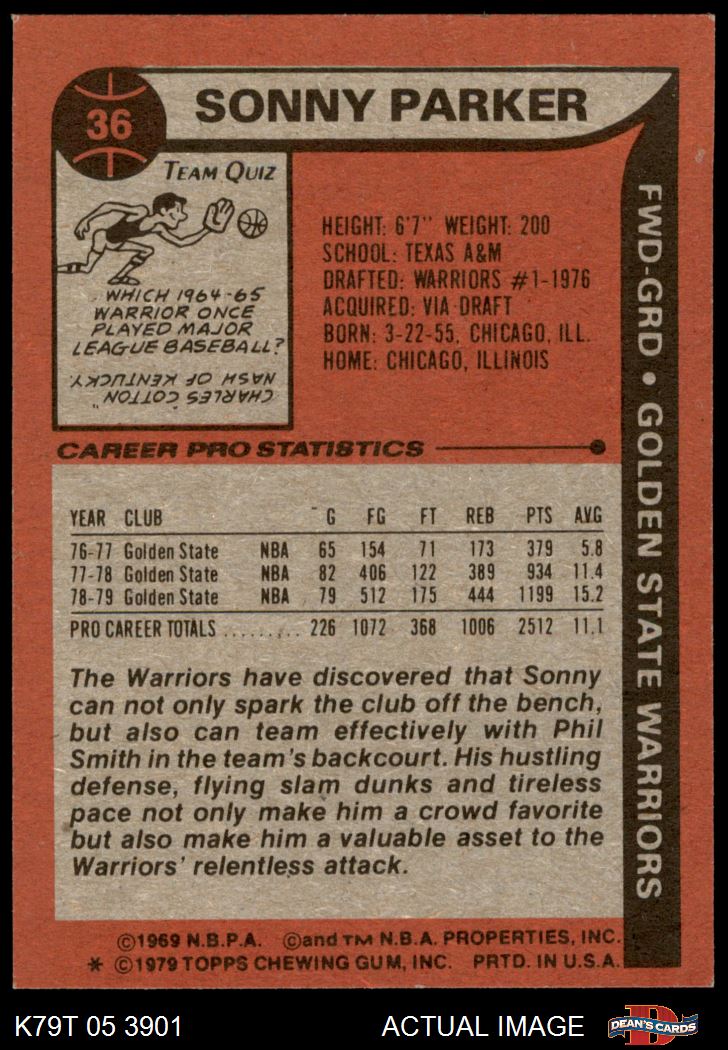 36
SONNY PARKER
TEAM QUIZ
WHICH 1964-65
WARRIOR ONCE
PLAYED MAJOR
LEAGUE BASEBALL?
CHARLES "COTTON"
NASH OF KENTUCKY.
HEIGHT: 6'7" WEIGHT: 200
SCHOOL: TEXAS A&M
DRAFTED: WARRIORS #1-1976
ACQUIRED: VIA DRAFT
BORN: 3-22-55, CHICAGO, ILL.
HOME: CHICAGO, ILLINOIS
FWD-GRD • GOLDEN STATE WARRIORS
CAREER PRO STATISTICS
YEAR CLUB G FG FT REB PTS AVG
76-77 Golden State NBA 65 154 71 173 379 5.8
77-78 Golden State NBA 82 406 122 389 934 11.4
78-79 Golden State NBA 79 512 175 444 1199 15.2
PRO CAREER TOTALS .......... 226 1072 368 1006 2512 11.1
The Warriors have discovered that Sonny
can not only spark the club off the bench,
but also can team effectively with Phil
Smith in the team's backcourt. His hustling
defense, flying slam dunks and tireless
pace not only make him a crowd favorite
but also make him a valuable asset to the
Warriors' relentless attack.
©1969 N.B.P.A. ©and TM N.B.A. PROPERTIES, INC.
* ©1979 TOPPS CHEWING GUM, INC. PRTD. IN U.S.A.
K79T 05 3901
ACTUAL IMAGE
D
DEAN'S CARDS